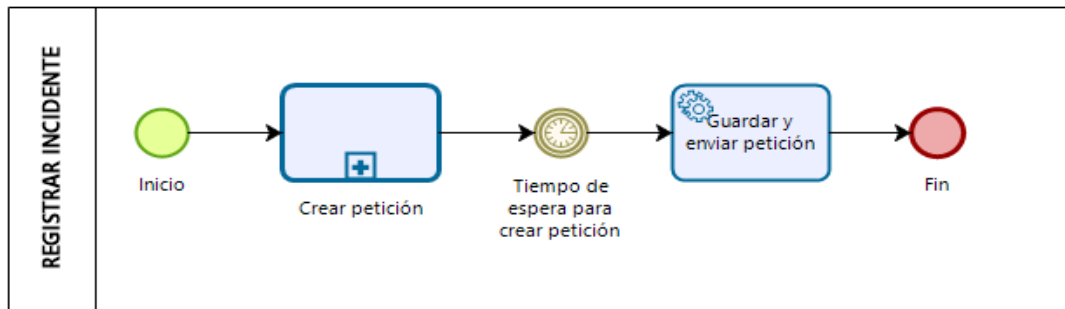 REGISTRAR INCIDENTE
Inicio
Crear petición
Tiempo de
espera para
crear petición
Guardar y
enviar petición
Fin